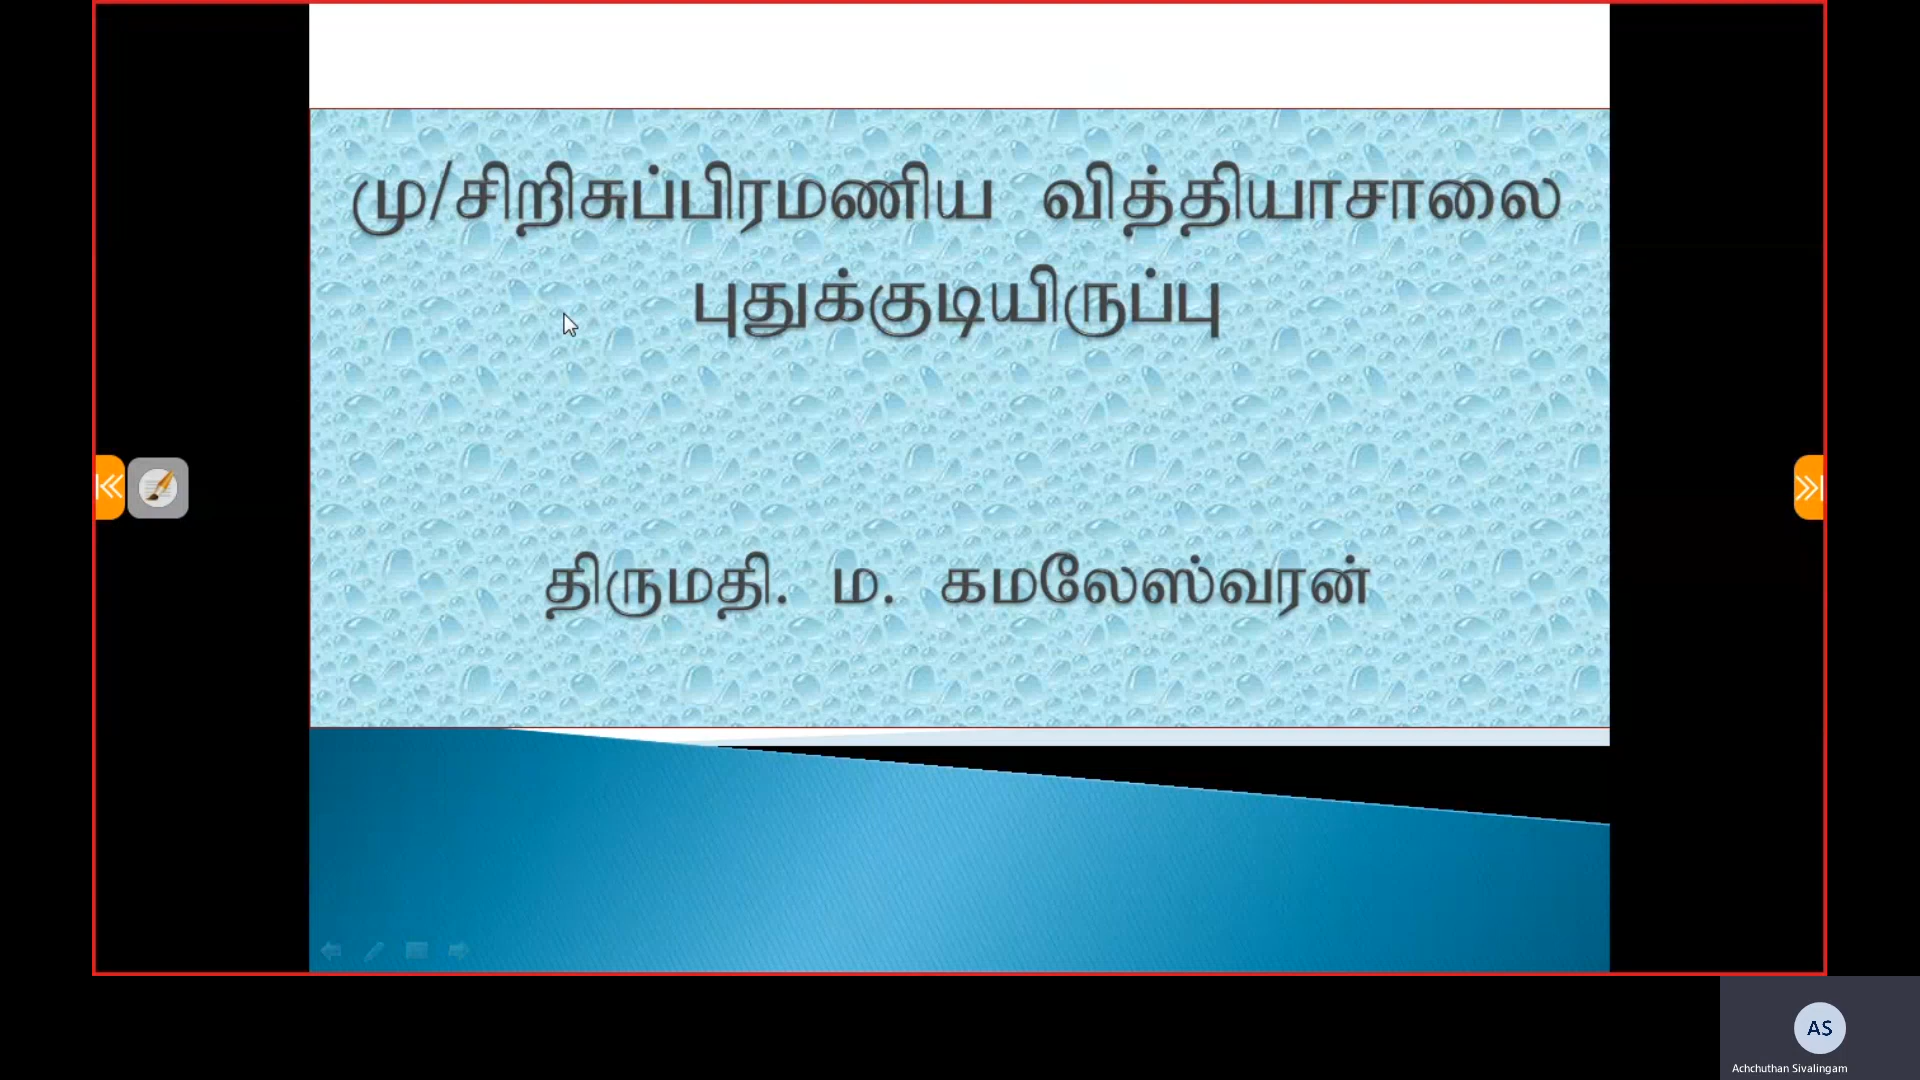 மு/சிறிசுப்பிரமணிய வித்தியாசாலை
புதுக்குடியிருப்பு
திருமதி. ம. கமலேஸ்வரன்
AS
Achchuthan Sivalingam